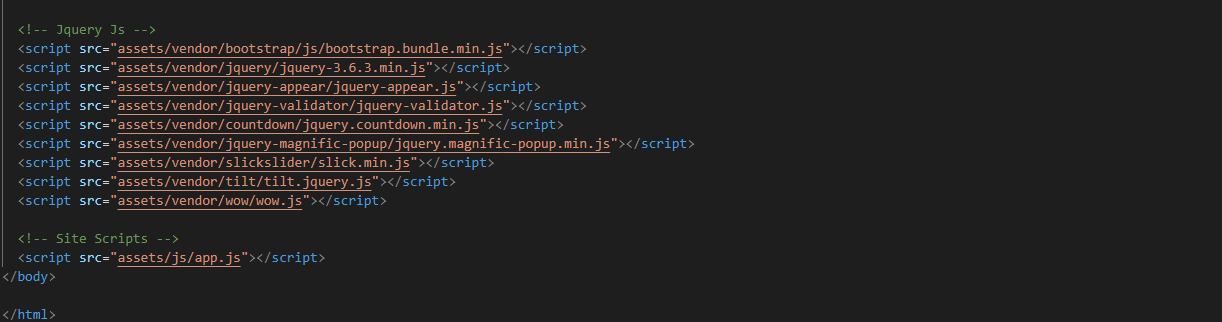 <!-- Jquery Js -->
<script src="assets/vendor/bootstrap/js/bootstrap.bundle.min.js"></script>
<script src="assets/vendor/jquery/jquery-3.6.3.min.js"></script>
<script src="assets/vendor/jquery-appear/jquery-appear.js"></script>
<script src="assets/vendor/jquery-validator/jquery-validator.js"></script>
<script src="assets/vendor/countdown/jquery.countdown.min.js"></script>
<script src="assets/vendor/jquery-magnific-popup/jquery.magnific-popup.min.js"></script>
<script src="assets/vendor/slickslider/slick.min.js"></script>
<script src="assets/vendor/tilt/tilt.jquery.js"></script>
<script src="assets/vendor/wow/wow.js"></script>
<!-- Site Scripts -->
<script src="assets/js/app.js"></script>
</body>
</html>